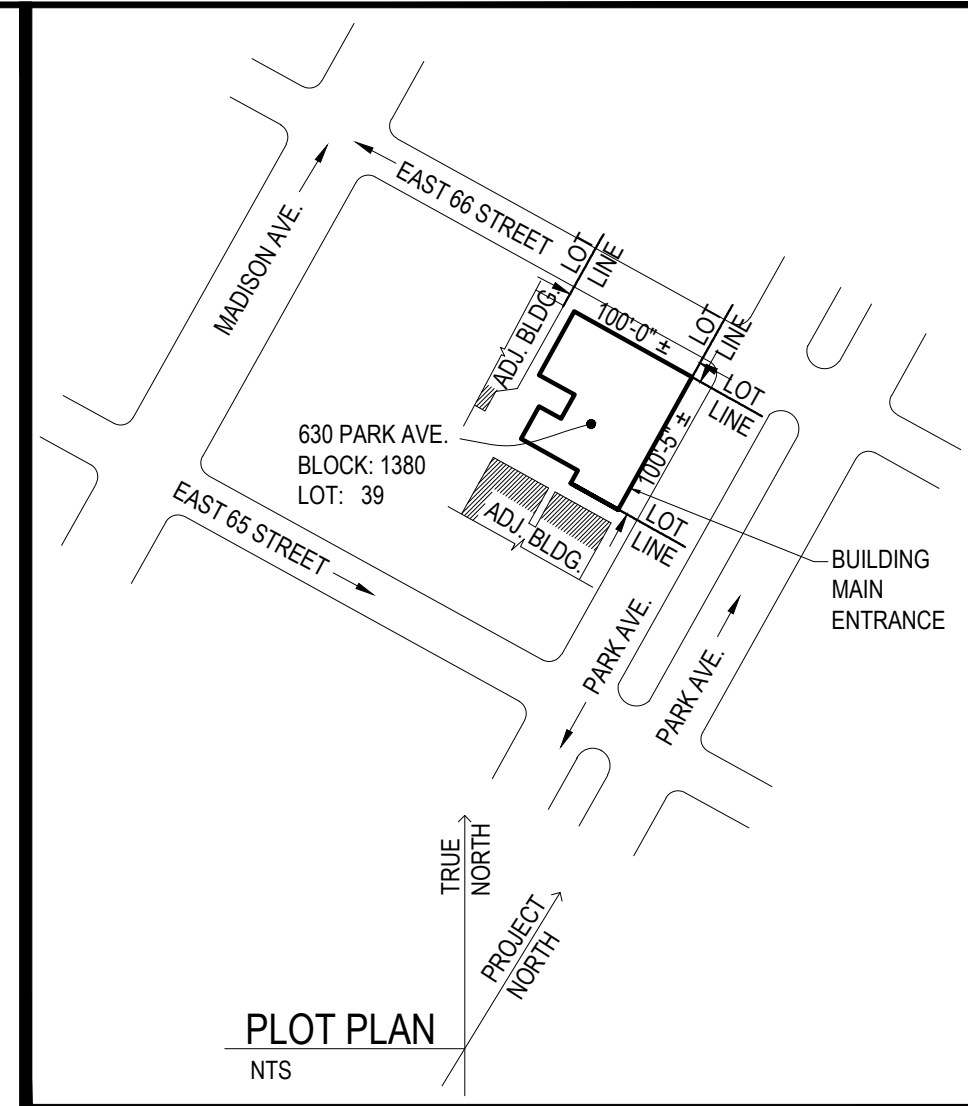 EAST 66 STREET
MADISON AVE.
LOT
LINE
ADJ. BLDG.
100'-0" ±
LOT
LINE
LOT
LINE
100'-5" ±
630 PARK AVE.
BLOCK: 1380
LOT: 39
EAST 65 STREET
ADJ. BLDG.
LOT
LINE
BUILDING
MAIN
ENTRANCE
PARK AVE.
PARK AVE.
TRUE
NORTH
PROJECT
NORTH
PLOT PLAN
NTS